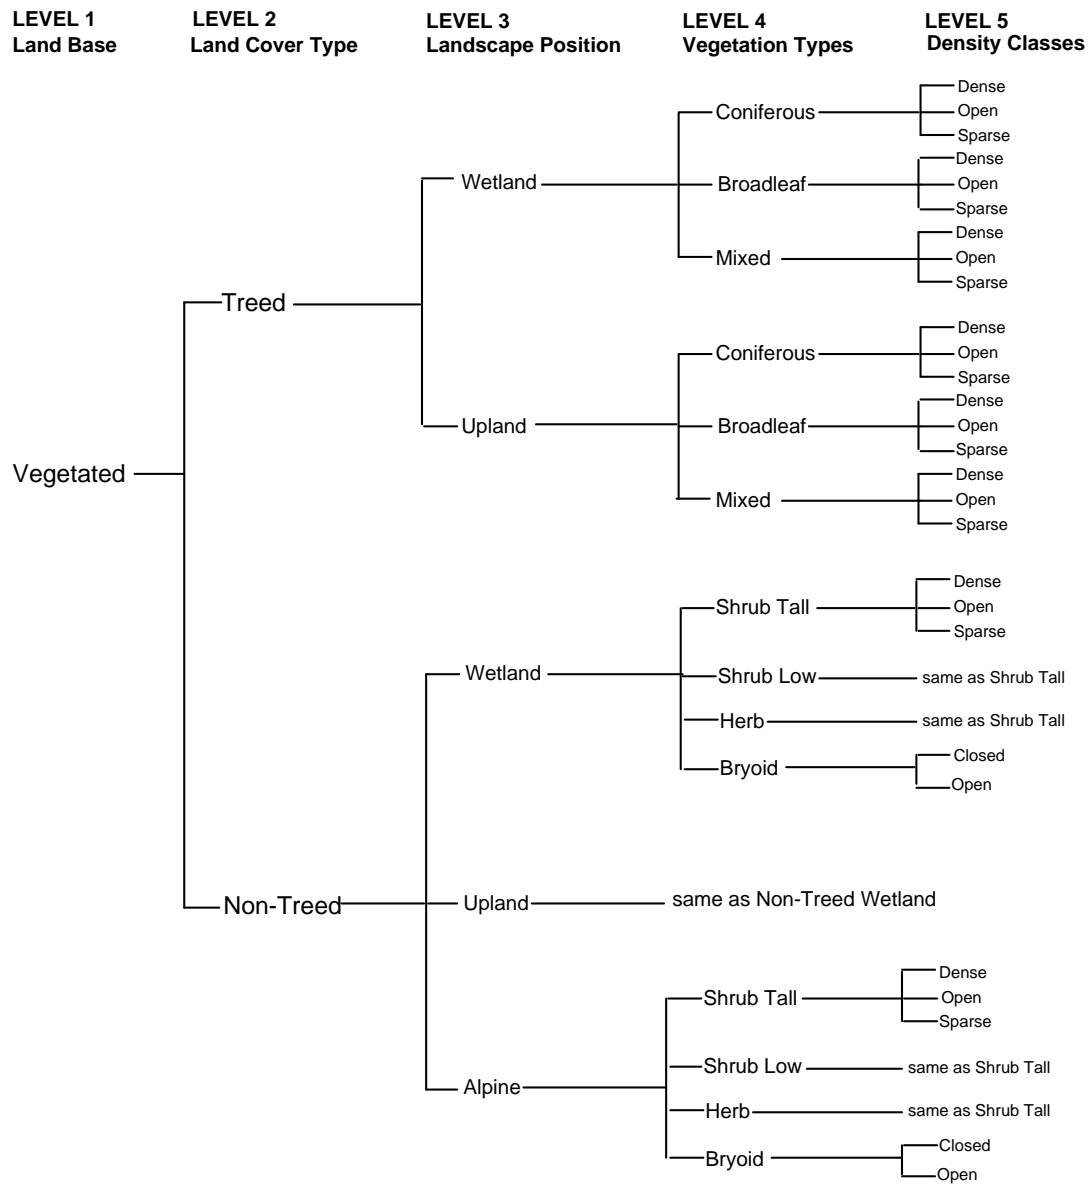 LEVEL 1
Land Base
LEVEL 2
Land Cover Type
LEVEL 3
Landscape Position
LEVEL 4
Vegetation Types
LEVEL 5
Density Classes
Vegetated
Treed
Wetland
Coniferous
Dense
Open
Sparse
Broadleaf
Dense
Open
Sparse
Mixed
Dense
Open
Sparse
Upland
Coniferous
Dense
Open
Sparse
Broadleaf
Dense
Open
Sparse
Mixed
Dense
Open
Sparse
Non-Treed
Wetland
Shrub Tall
Dense
Open
Sparse
Shrub Low
same as Shrub Tall
Herb
same as Shrub Tall
Bryoid
Closed
Open
Upland
same as Non-Treed Wetland
Alpine
Shrub Tall
Dense
Open
Sparse
Shrub Low
same as Shrub Tall
Herb
same as Shrub Tall
Bryoid
Closed
Open